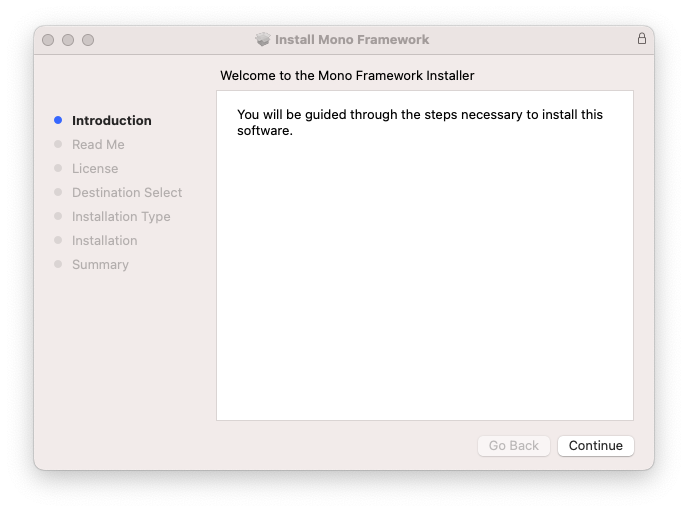 Install Mono Framework
Welcome to the Mono Framework Installer
Introduction
Read Me
License
Destination Select
Installation Type
Installation
Summary
You will be guided through the steps necessary to install this
software.
Go Back
Continue